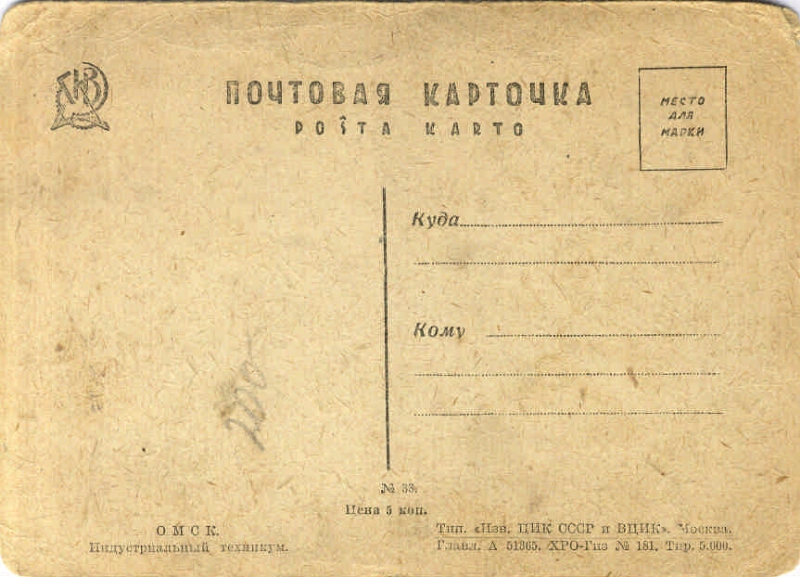 ПОЧТОВАЯ КАРТОЧКА
POŜTA KARTO
МЕСТО
ДЛЯ
МАРКИ
Куда
Кому
200-
№ 33.
Цена 5 коп.
ОМСК.
Индустриальный техникум.
Тип. «Изв. ЦИК СССР и ВЦИК». Москва.
Главл. А 51365. ХРО-Гиз № 181. Тир. 5.000.